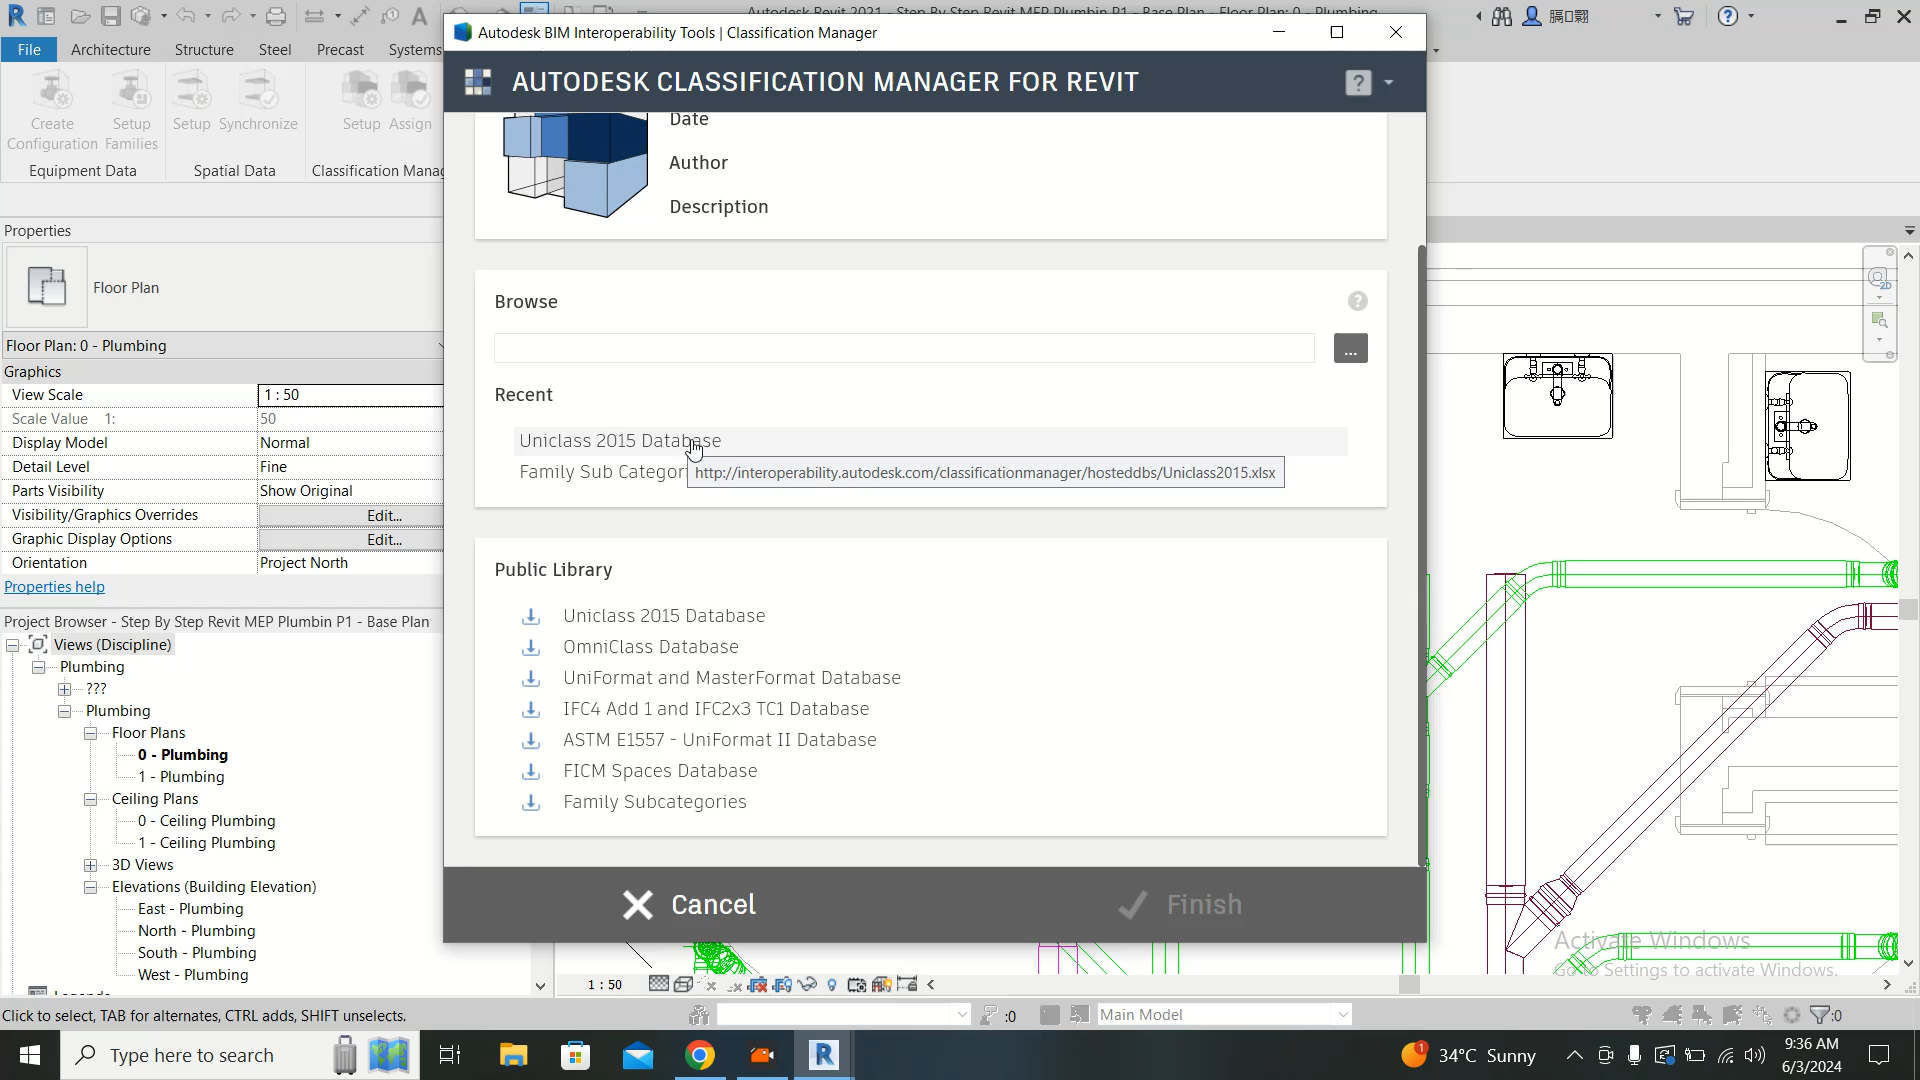 Autodesk Revit 2021 - Step By Step Revit MEP Plumbin P1 - Base Plan - Floor Plan: 0 - Plumbing
Autodesk BIM Interoperability Tools | Classification Manager
File Architecture Structure Steel Precast Systems
AUTODESK CLASSIFICATION MANAGER FOR REVIT
Create Configuration
Setup Families
Setup Synchronize
Setup Assign
Equipment Data
Spatial Data
Classification Manag
Date
Author
Description
Properties
Floor Plan
Floor Plan: 0 - Plumbing
Graphics
View Scale 1 : 50
Scale Value 1: 50
Display Model Normal
Detail Level Fine
Parts Visibility Show Original
Visibility/Graphics Overrides Edit...
Graphic Display Options Edit...
Orientation Project North
Properties help
Browse
...
Recent
Uniclass 2015 Database
Family Sub Categor
http://interoperability.autodesk.com/classificationmanager/hosteddbs/Uniclass2015.xlsx
Public Library
Uniclass 2015 Database
OmniClass Database
UniFormat and MasterFormat Database
IFC4 Add 1 and IFC2x3 TC1 Database
ASTM E1557 - UniFormat II Database
FICM Spaces Database
Family Subcategories
Cancel
Finish
Project Browser - Step By Step Revit MEP Plumbin P1 - Base Plan
Views (Discipline)
Plumbing
???
Plumbing
Floor Plans
0 - Plumbing
1 - Plumbing
Ceiling Plans
0 - Ceiling Plumbing
1 - Ceiling Plumbing
3D Views
Elevations (Building Elevation)
East - Plumbing
North - Plumbing
South - Plumbing
West - Plumbing
2D
Activate Windows
Go to Settings to activate Windows.
1 : 50
Click to select, TAB for alternates, CTRL adds, SHIFT unselects.
:0
Main Model
:0
Type here to search
1
34°C Sunny
9:36 AM
6/3/2024